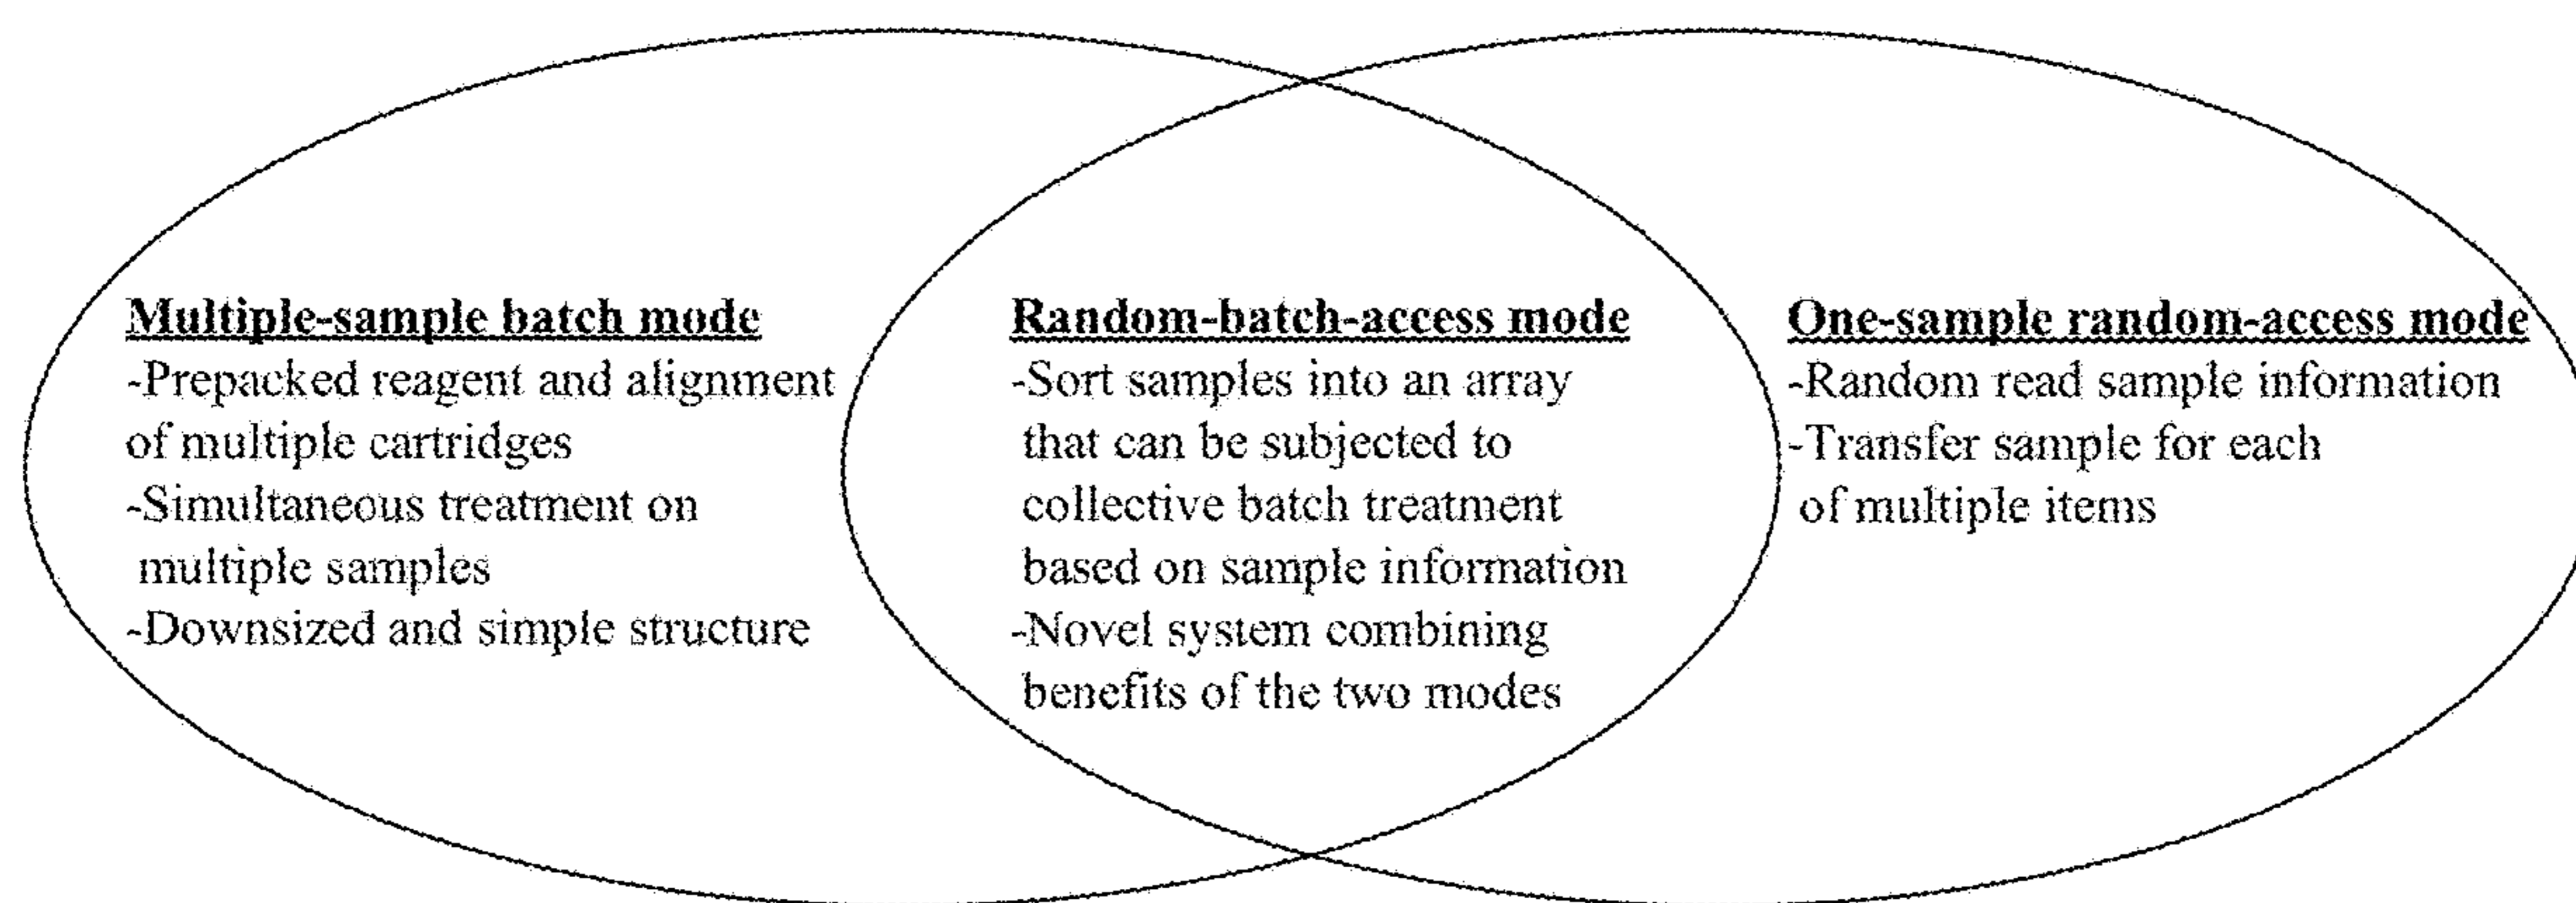 Multiple-sample batch mode
-Prepacked reagent and alignment
of multiple cartridges
-Simultaneous treatment on
multiple samples
-Downsized and simple structure
Random-batch-access mode
-Sort samples into an array
that can be subjected to
collective batch treatment
based on sample information
-Novel system combining
benefits of the two modes
One-sample random-access mode
-Random read sample information
-Transfer sample for each
of multiple items